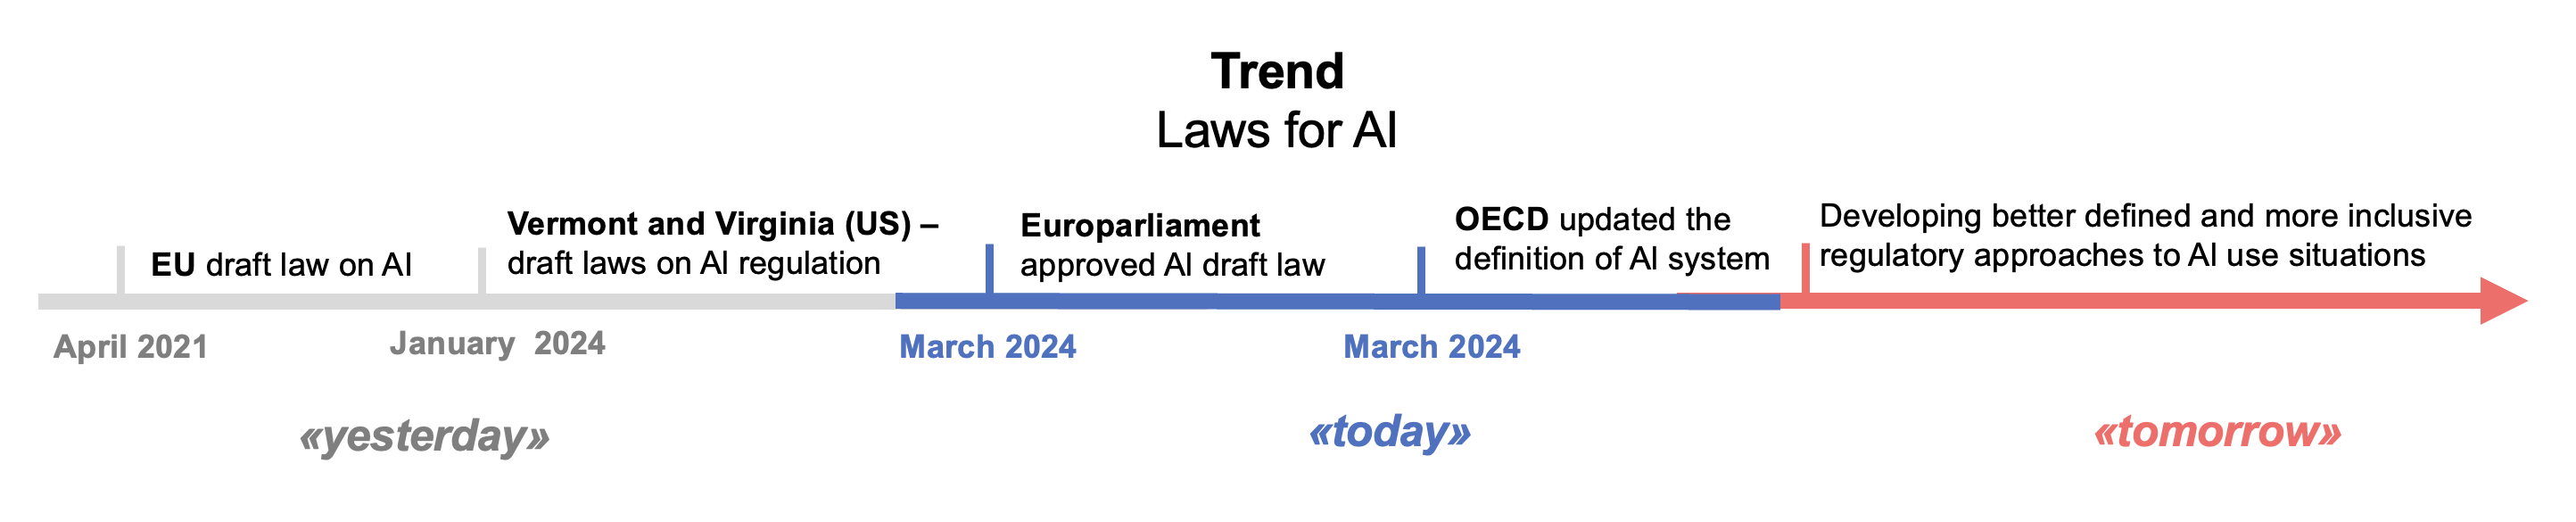 Trend
Laws for AI
EU draft law on AI
Vermont and Virginia (US) –
draft laws on AI regulation
Europarliament
approved AI draft law
OECD updated the
definition of AI system
Developing better defined and more inclusive
regulatory approaches to AI use situations
April 2021
January 2024
March 2024
March 2024
«yesterday»
«today»
«tomorrow»